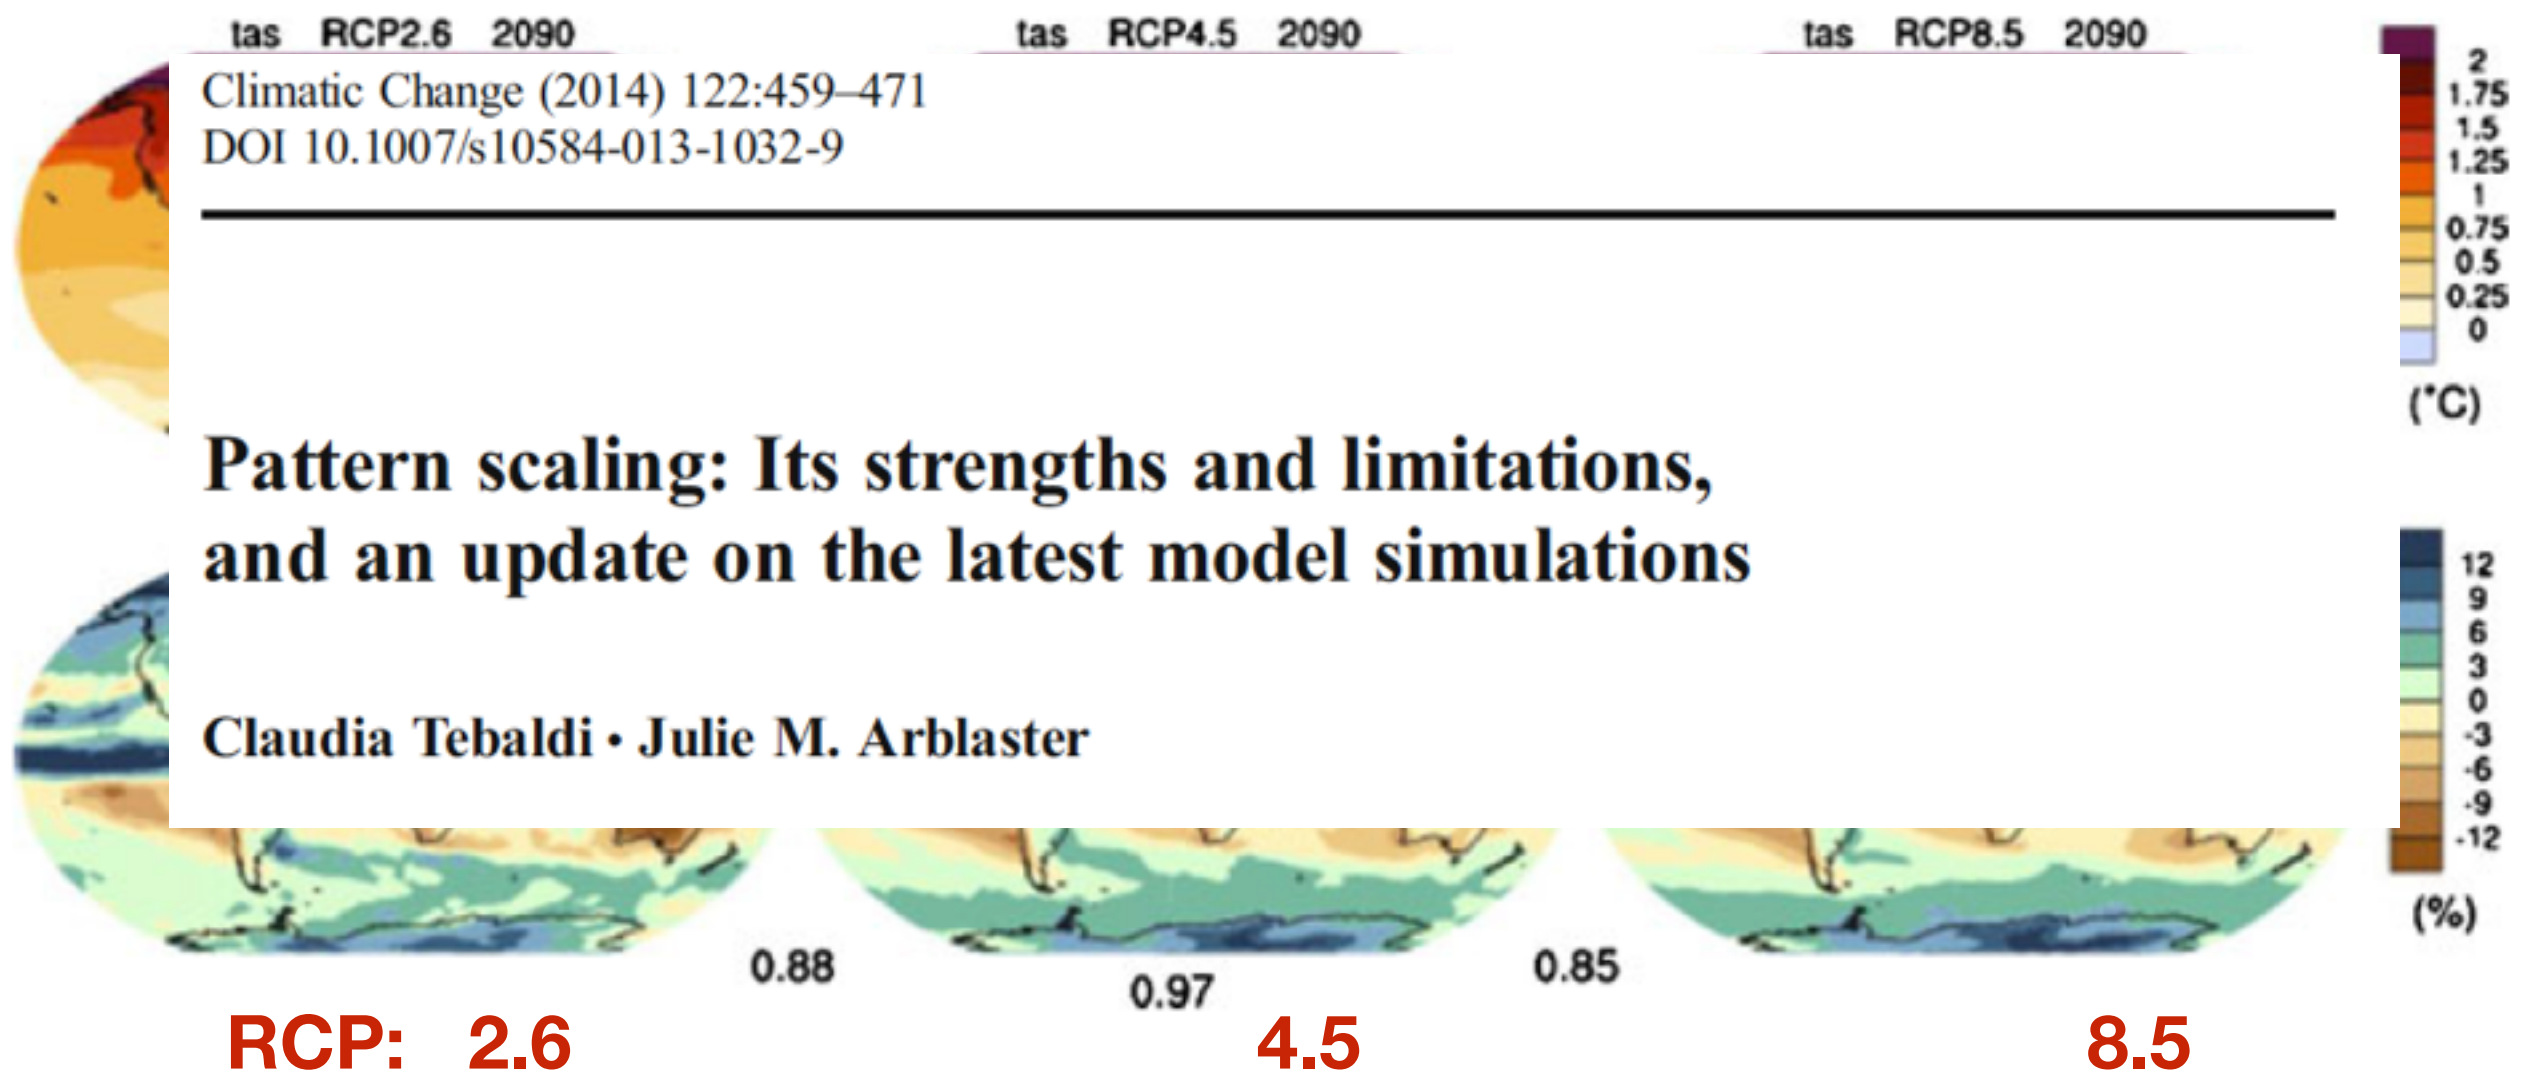 tas RCP2.6 2090
tas RCP4.5 2090
tas RCP8.5 2090
Climatic Change (2014) 122:459–471
DOI 10.1007/s10584-013-1032-9
2
1.75
1.5
1.25
1
0.75
0.5
0.25
0
(°C)
Pattern scaling: Its strengths and limitations,
and an update on the latest model simulations
Claudia Tebaldi · Julie M. Arblaster
12
9
6
3
0
-3
-6
-9
-12
(%)
0.88
0.97
0.85
RCP: 2.6 4.5 8.5